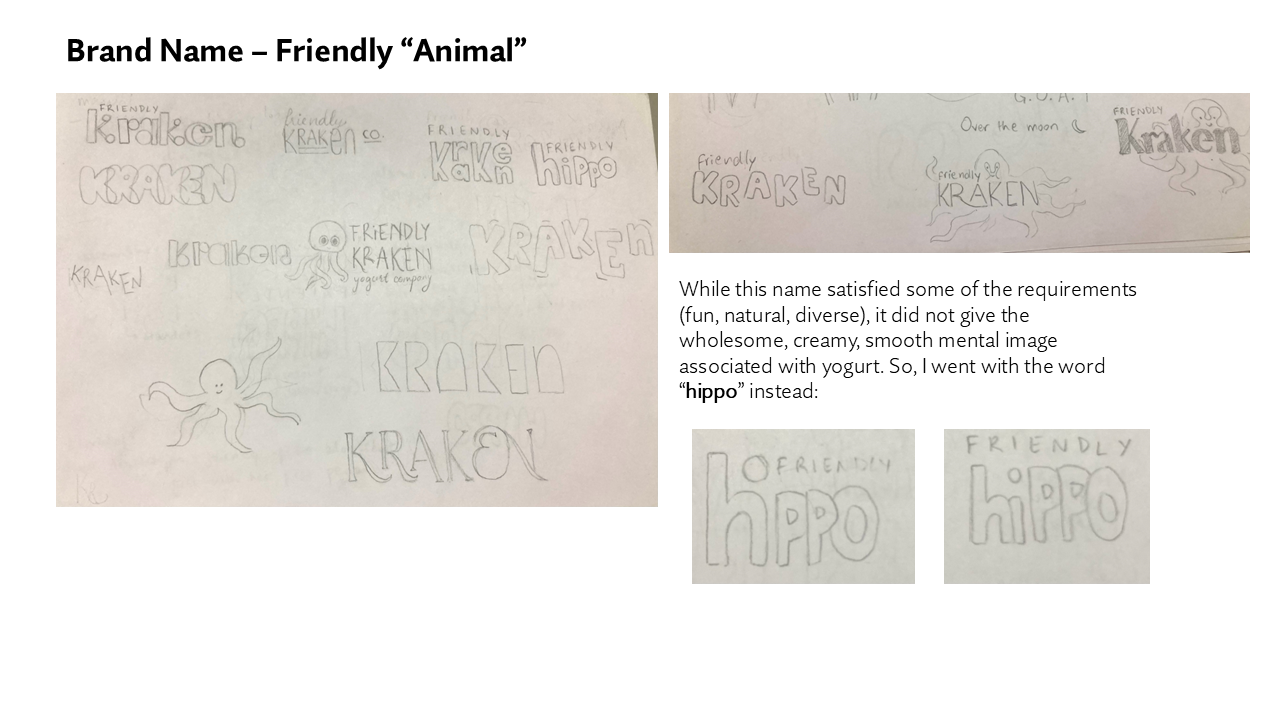 Brand Name – Friendly “Animal”
FRIENDLY
Kraken
friendly
KRAKEN CO.
FRIENDLY
KrKe
aKn
FRIENDLY
hiPPO
KRAKEN
KRAKEN
Kraken
FRiENDLY
KRAKEN
yogurt company
KRAKEn
KRAKEn
KRAKEN
G.O.A.T
Over the moon
FRIENDLY
Kraken
friendly
KRAKEN
friendly
KRAKEN
While this name satisfied some of the requirements
(fun, natural, diverse), it did not give the
wholesome, creamy, smooth mental image
associated with yogurt. So, I went with the word
“hippo” instead:
FRIENDLY
hiPPO
FRIENDLY
hiPPO